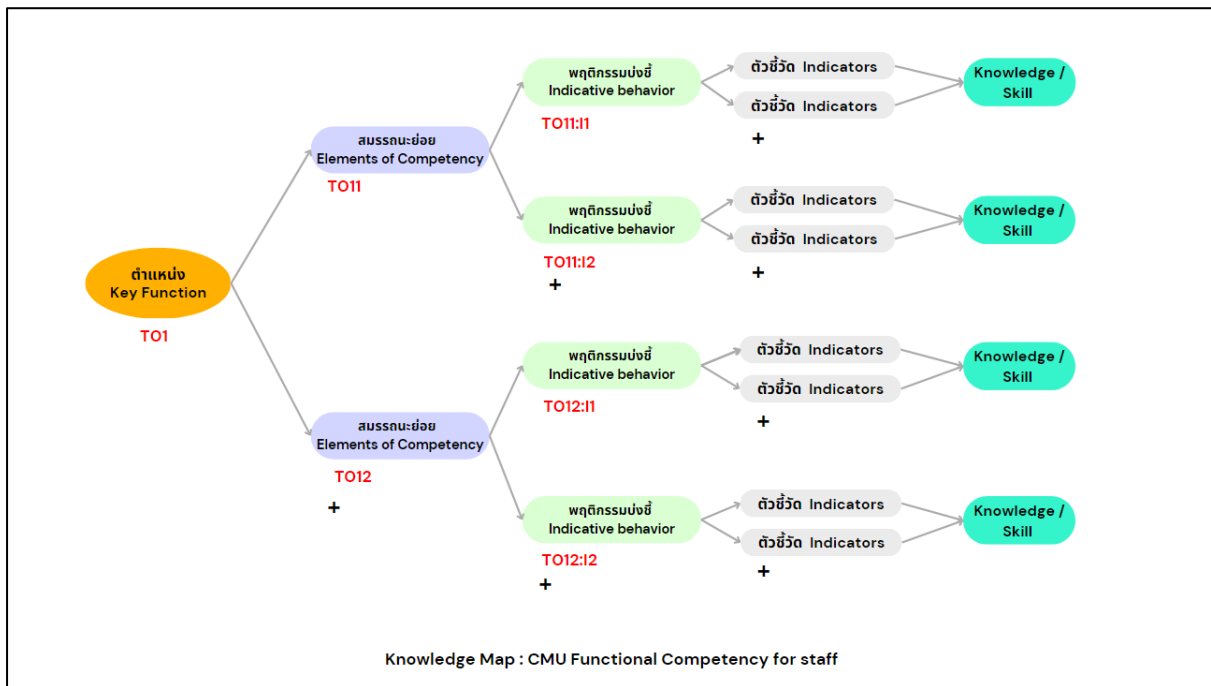 พฤติกรรมบ่งชี้
Indicative behavior
TO11:I1
ตัวชี้วัด Indicators
ตัวชี้วัด Indicators
+
Knowledge /
Skill
สมรรถนะย่อย
Elements of Competency
TO11
พฤติกรรมบ่งชี้
Indicative behavior
TO11:I2
+
ตัวชี้วัด Indicators
ตัวชี้วัด Indicators
+
Knowledge /
Skill
ตำแหน่ง
Key Function
TO1
พฤติกรรมบ่งชี้
Indicative behavior
TO12:I1
ตัวชี้วัด Indicators
ตัวชี้วัด Indicators
+
Knowledge /
Skill
สมรรถนะย่อย
Elements of Competency
TO12
+
พฤติกรรมบ่งชี้
Indicative behavior
TO12:I2
+
ตัวชี้วัด Indicators
ตัวชี้วัด Indicators
+
Knowledge /
Skill
Knowledge Map : CMU Functional Competency for staff